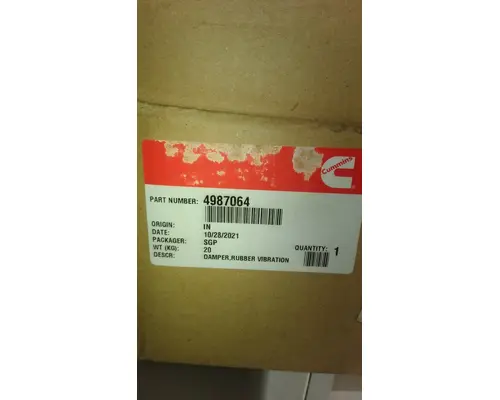 Cummins
PART NUMBER: 4987064
ORIGIN: IN
DATE: 10/28/2021
PACKAGER: SGP
WT (KG): 20
QUANTITY: 1
DESCR: DAMPER,RUBBER VIBRATION